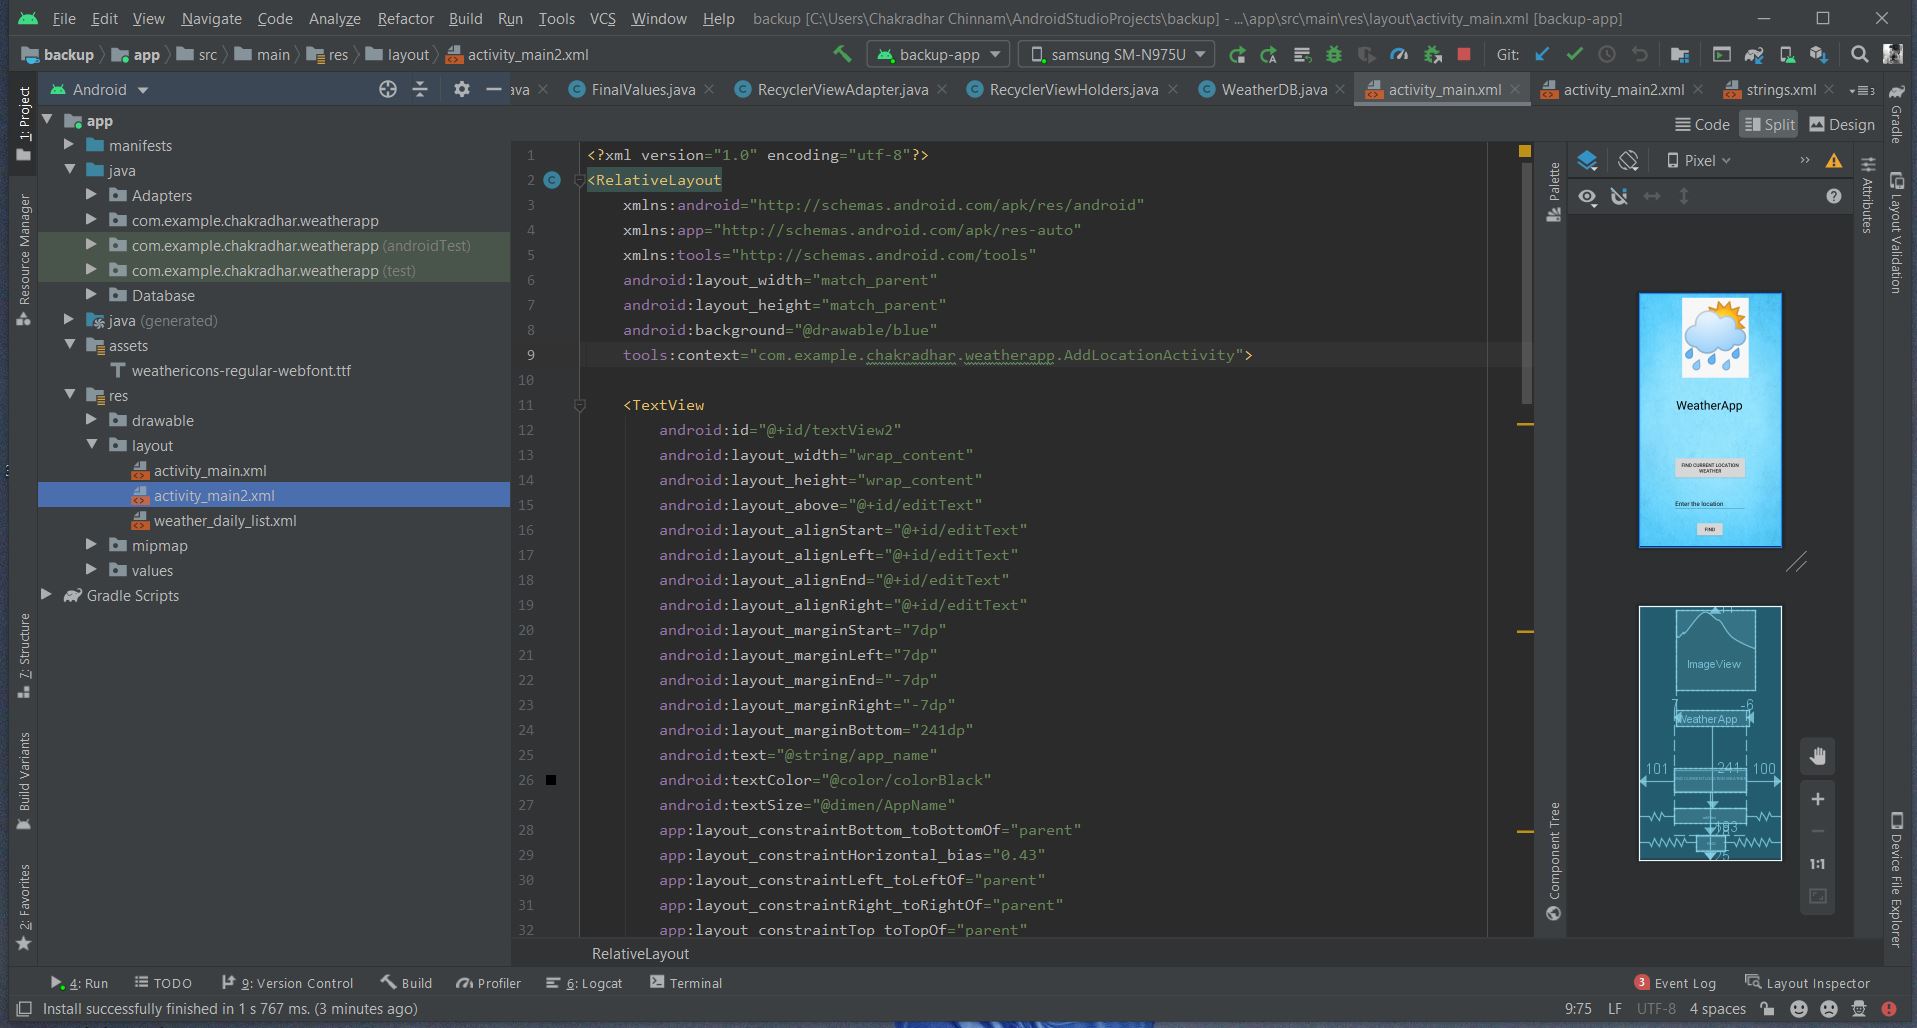 File Edit View Navigate Code Analyze Refactor Build Run Tools VCS Window Help backup [C:\Users\Chakradhar Chinnam\AndroidStudioProjects\backup] - ...\app\src\main\res\layout\activity_main.xml [backup-app]
backup app src main res layout activity_main2.xml backup-app samsung SM-N975U Git:
Android ava FinalValues.java RecyclerViewAdapter.java RecyclerViewHolders.java WeatherDB.java activity_main.xml activity_main2.xml strings.xml
Code Split Design
1: Project
Resource Manager
7: Structure
Build Variants
2: Favorites
app
manifests
java
Adapters
com.example.chakradhar.weatherapp
com.example.chakradhar.weatherapp (androidTest)
com.example.chakradhar.weatherapp (test)
Database
java (generated)
assets
weathericons-regular-webfont.ttf
res
drawable
layout
activity_main.xml
activity_main2.xml
weather_daily_list.xml
mipmap
values
Gradle Scripts
1 <?xml version="1.0" encoding="utf-8"?>
2 <RelativeLayout
3 xmlns:android="http://schemas.android.com/apk/res/android"
4 xmlns:app="http://schemas.android.com/apk/res-auto"
5 xmlns:tools="http://schemas.android.com/tools"
6 android:layout_width="match_parent"
7 android:layout_height="match_parent"
8 android:background="@drawable/blue"
9 tools:context="com.example.chakradhar.weatherapp.AddLocationActivity">
10
11 <TextView
12 android:id="@+id/textView2"
13 android:layout_width="wrap_content"
14 android:layout_height="wrap_content"
15 android:layout_above="@+id/editText"
16 android:layout_alignStart="@+id/editText"
17 android:layout_alignLeft="@+id/editText"
18 android:layout_alignEnd="@+id/editText"
19 android:layout_alignRight="@+id/editText"
20 android:layout_marginStart="7dp"
21 android:layout_marginLeft="7dp"
22 android:layout_marginEnd="-7dp"
23 android:layout_marginRight="-7dp"
24 android:layout_marginBottom="241dp"
25 android:text="@string/app_name"
26 android:textColor="@color/colorBlack"
27 android:textSize="@dimen/AppName"
28 app:layout_constraintBottom_toBottomOf="parent"
29 app:layout_constraintHorizontal_bias="0.43"
30 app:layout_constraintLeft_toLeftOf="parent"
31 app:layout_constraintRight_toRightOf="parent"
32 app:layout_constraintTop_toTopOf="parent"
RelativeLayout
Palette
Component Tree
Pixel
WeatherApp
FIND CURRENT LOCATION
WEATHER
Enter the location
FIND
ImageView
7 -6
WeatherApp
101 241 100
1:1
Gradle
Attributes
Layout Validation
Device File Explorer
4: Run TODO 9: Version Control Build Profiler 6: Logcat Terminal 3 Event Log Layout Inspector
Install successfully finished in 1 s 767 ms. (3 minutes ago) 9:75 LF UTF-8 4 spaces